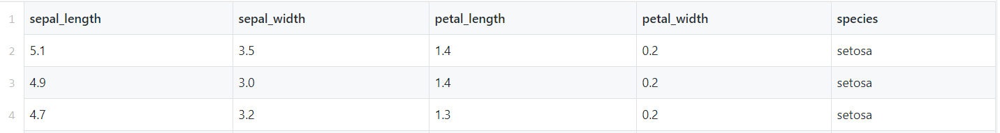 1 sepal_length sepal_width petal_length petal_width species
2 5.1 3.5 1.4 0.2 setosa
3 4.9 3.0 1.4 0.2 setosa
4 4.7 3.2 1.3 0.2 setosa